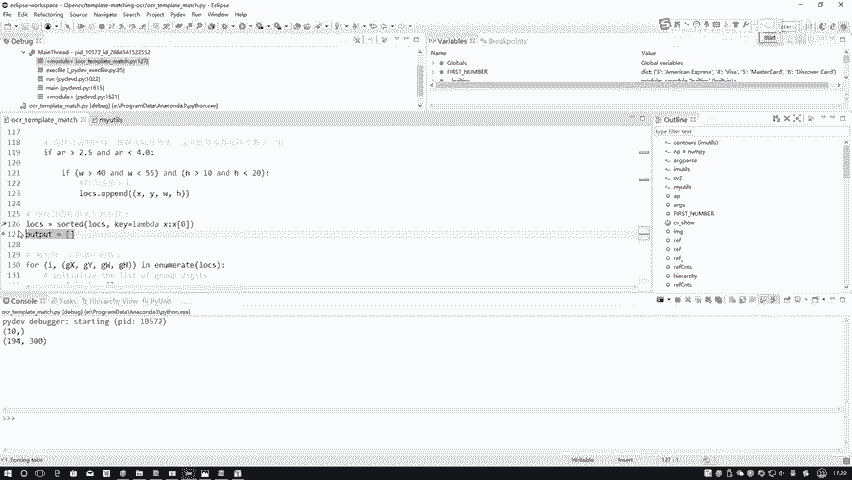 eclipse-workspace - Opencv/template-matching-ocr/ocr_template_match.py - Eclipse
File Edit Source Refactoring Source Navigate Search Project Pydev Run Window Help
Debug
MainThread - pid_10572_id_2684541522552
<module> [ocr_template_match.py:127]
execfile [_pydev_execfile.py:25]
run [pydevd.py:1022]
main [pydevd.py:1615]
<module> [pydevd.py:1621]
ocr_template_match.py [debug] [e:\ProgramData\Anaconda3\python.exe]
Variables
Breakpoints
Name
Value
Globals
Global variables
FIRST_NUMBER
dict: {'3': 'American Express', '4': 'Visa', '5': 'MasterCard', '6': 'Discover Card'}
ocr_template_match
myutils
117
118
119 if ar > 2.5 and ar < 4.0:
120
121 if (w > 40 and w < 55) and (h > 10 and h < 20):
122
123 locs.append((x, y, w, h))
124
125
126 locs = sorted(locs, key=lambda x:x[0])
127 output = []
128
130 for (i, (gX, gY, gW, gH)) in enumerate(locs):
131
Outline
type filter text
contours (imutils)
np = numpy
argparse
imutils
cv2
myutils
ap
args
FIRST_NUMBER
cv_show
img
ref
ref
ref_
refCnts
hierarchy
refCnts
Console
Tasks
Hierarchy View
PyUnit
ocr_template_match.py [debug] [e:\ProgramData\Anaconda3\python.exe]
pydev debugger: starting (pid: 10572)
(10,)
(194, 300)
>>>
Writable
Insert
127 : 1